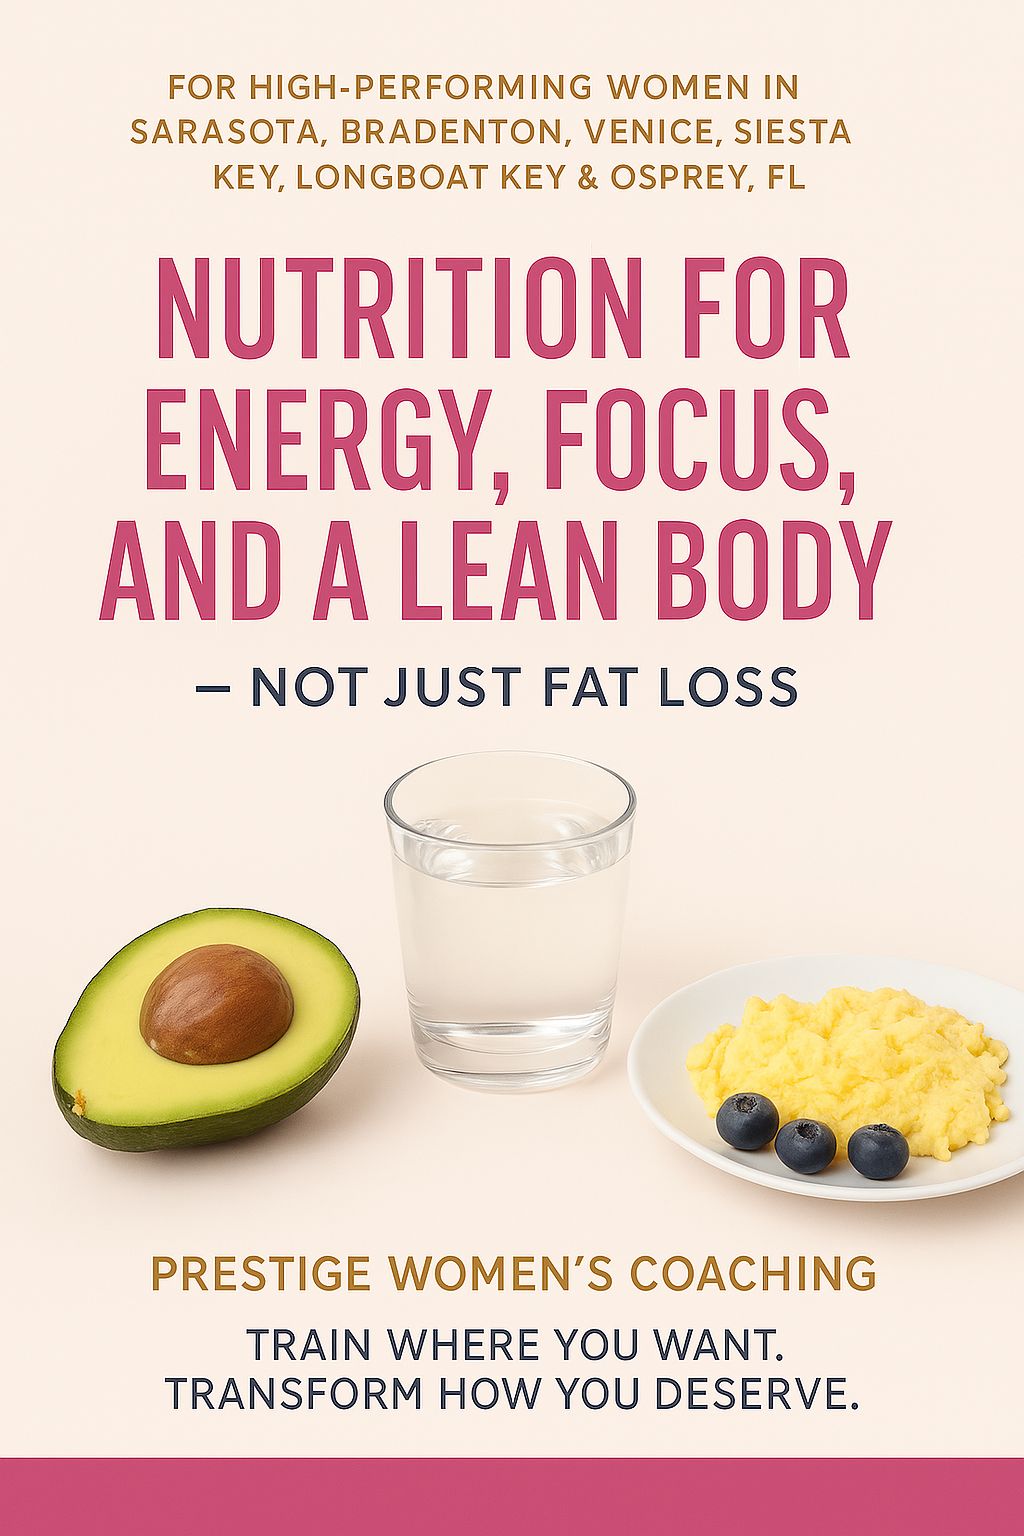 FOR HIGH-PERFORMING WOMEN IN
SARASOTA, BRADENTON, VENICE, SIESTA
KEY, LONGBOAT KEY & OSPREY, FL
NUTRITION FOR
ENERGY, FOCUS,
AND A LEAN BODY
– NOT JUST FAT LOSS
PRESTIGE WOMEN'S COACHING
TRAIN WHERE YOU WANT.
TRANSFORM HOW YOU DESERVE.